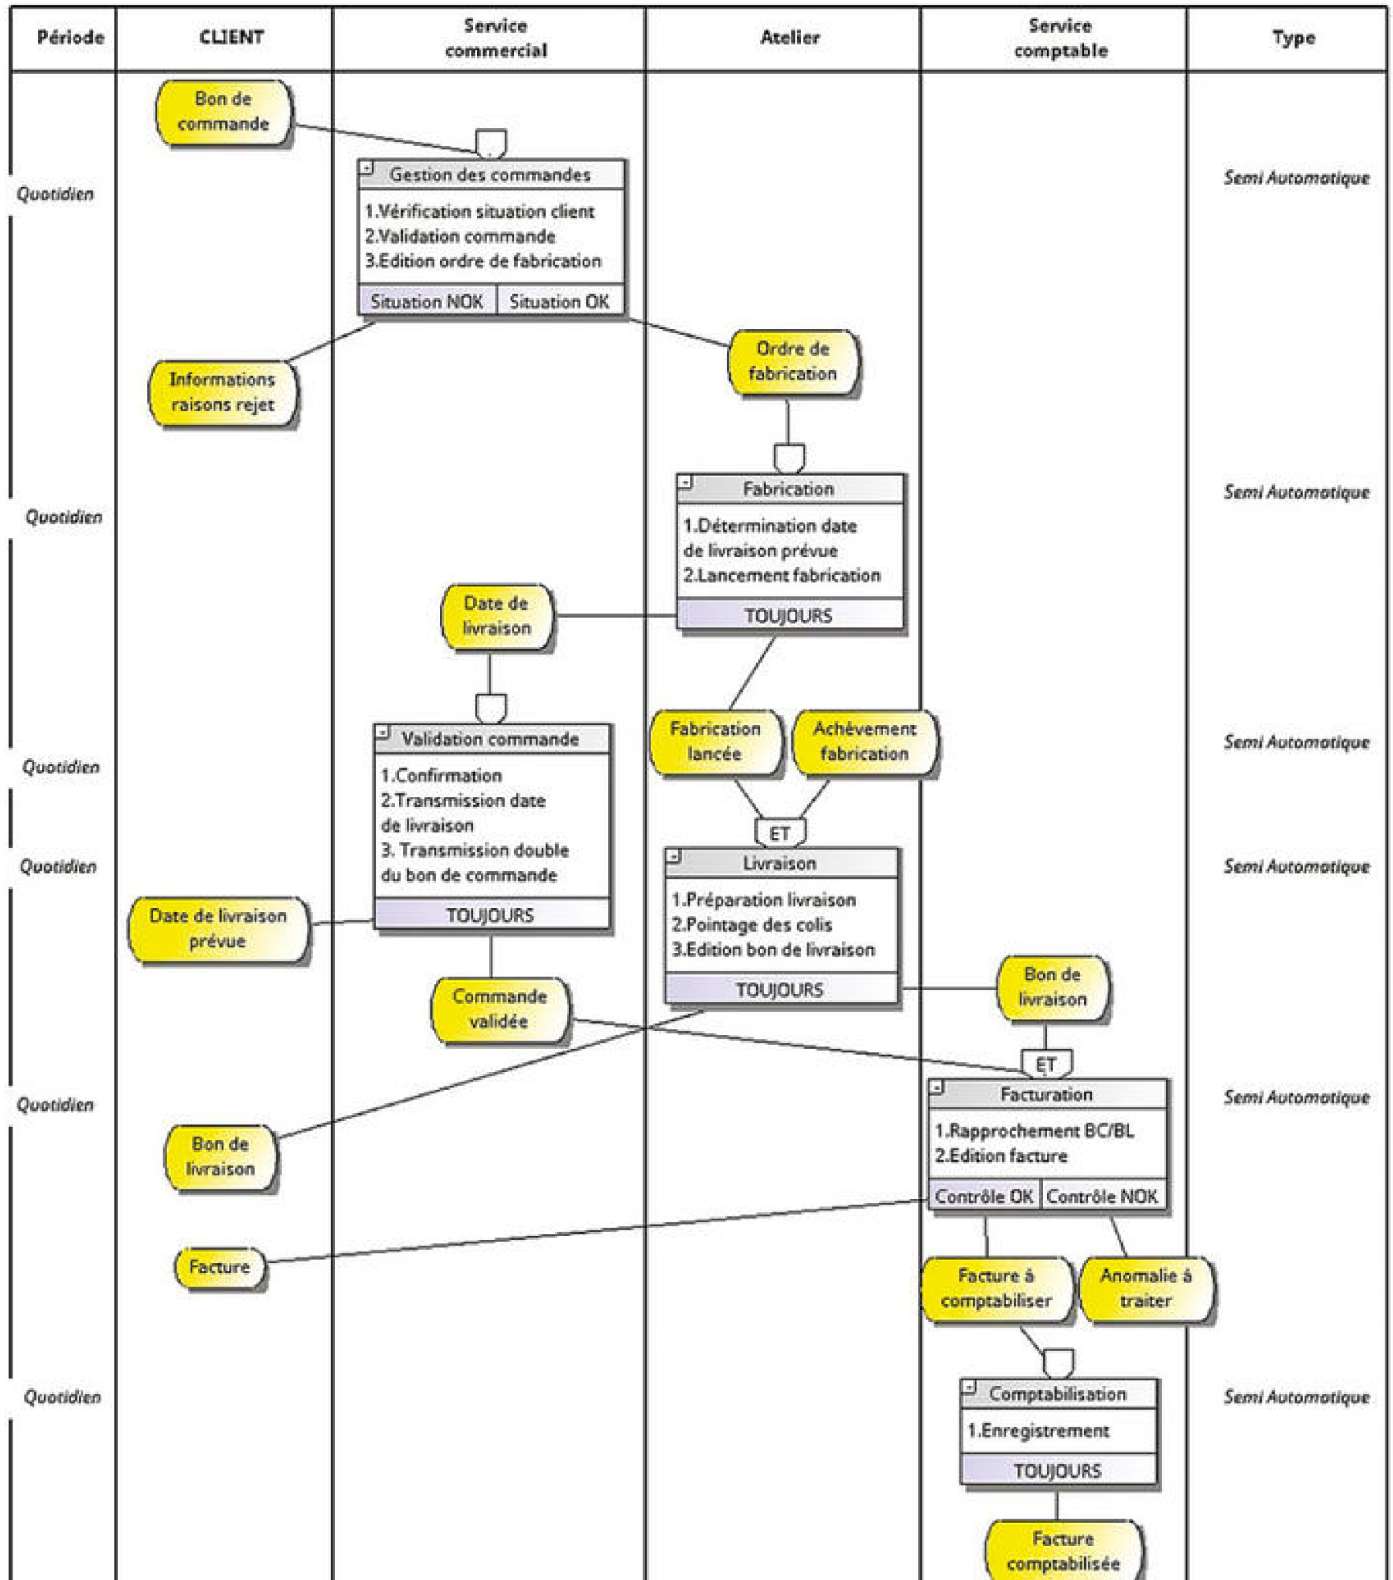 Période
CLIENT
Service
commercial
Atelier
Service
comptable
Type
Bon de
commande
Quotidien
Gestion des commandes
1.Vérification situation client
2.Validation commande
3.Edition ordre de fabrication
Situation NOK
Situation OK
Semi Automatique
Informations
raisons rejet
Ordre de
fabrication
Quotidien
Fabrication
1.Détermination date
de livraison prévue
2.Lancement fabrication
TOUJOURS
Semi Automatique
Date de
livraison
Fabrication
lancée
Achèvement
fabrication
Quotidien
Validation commande
1.Confirmation
2.Transmission date
de livraison
3. Transmission double
du bon de commande
TOUJOURS
Semi Automatique
ET
Quotidien
Livraison
1.Préparation livraison
2.Pointage des colis
3.Edition bon de livraison
TOUJOURS
Semi Automatique
Date de livraison
prévue
Commande
validée
Bon de
livraison
ET
Quotidien
Facturation
1.Rapprochement BC/BL
2.Edition facture
Contrôle OK
Contrôle NOK
Semi Automatique
Bon de
livraison
Facture
Facture à
comptabiliser
Anomalie à
traiter
Quotidien
Comptabilisation
1.Enregistrement
TOUJOURS
Semi Automatique
Facture
comptabilisée